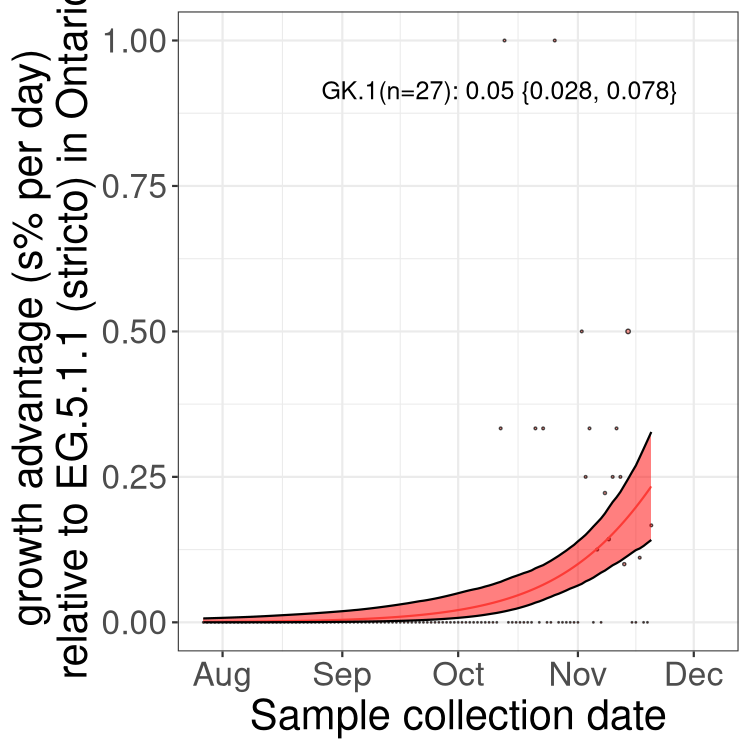 growth advantage (s% per day)
relative to EG.5.1.1 (stricto) in Ontario
1.00
0.75
0.50
0.25
0.00
GK.1(n=27): 0.05 {0.028, 0.078}
Aug Sep Oct Nov Dec
Sample collection date